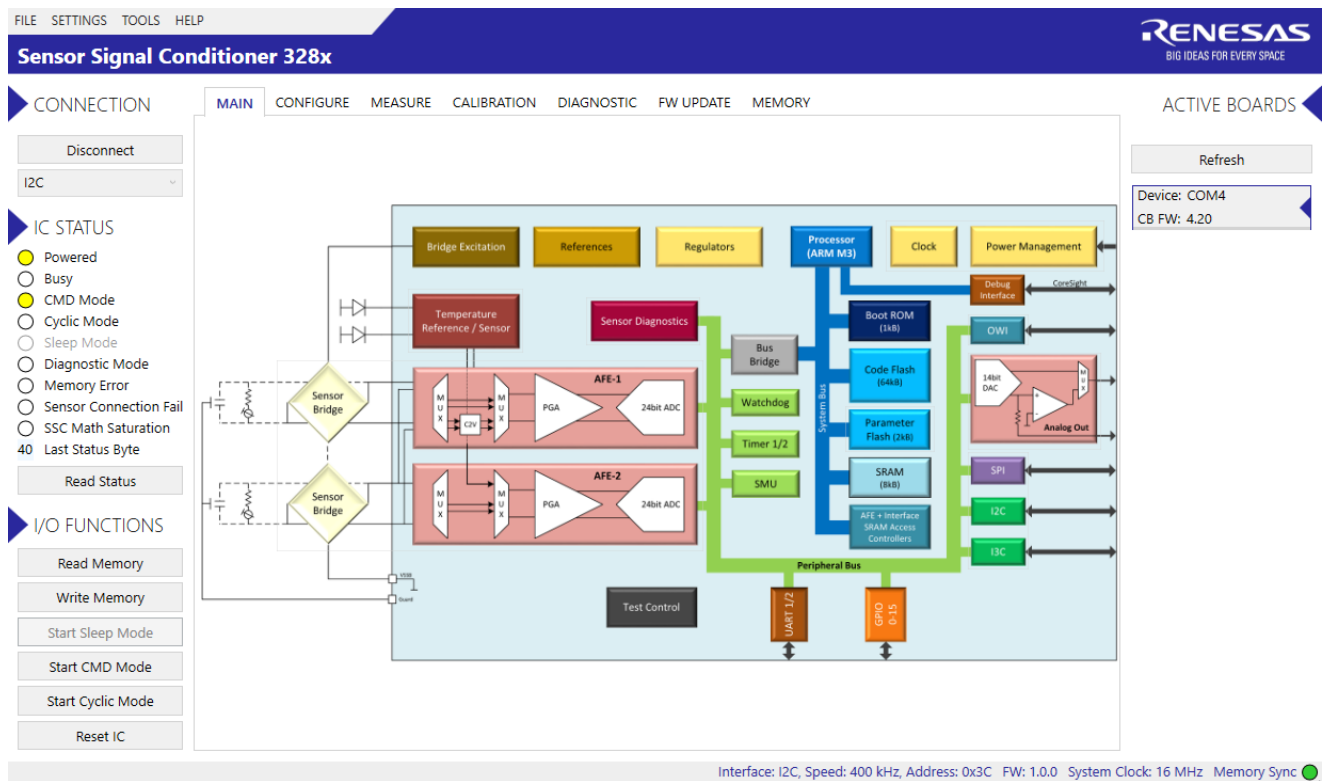 FILE SETTINGS TOOLS HELP
RENESAS
BIG IDEAS FOR EVERY SPACE
Sensor Signal Conditioner 328x
CONNECTION
Disconnect
I2C
IC STATUS
Powered
Busy
CMD Mode
Cyclic Mode
Sleep Mode
Diagnostic Mode
Memory Error
Sensor Connection Fail
SSC Math Saturation
40 Last Status Byte
Read Status
I/O FUNCTIONS
Read Memory
Write Memory
Start Sleep Mode
Start CMD Mode
Start Cyclic Mode
Reset IC
MAIN CONFIGURE MEASURE CALIBRATION DIAGNOSTIC FW UPDATE MEMORY
Bridge Excitation
References
Regulators
Processor
(ARM M3)
Clock
Power Management
Debug
Interface
CoreSight
Temperature
Reference / Sensor
Sensor Diagnostics
Bus
Bridge
Boot ROM
(1kB)
OWI
Code Flash
(64kB)
System Bus
14bit
DAC
MUX
Analog Out
Sensor
Bridge
AFE-1
MUX
C2V
MUX
PGA
24bit ADC
Watchdog
Timer 1/2
SMU
Parameter
Flash (2kB)
SRAM
(8kB)
AFE + Interface
SRAM Access
Controllers
SPI
I2C
I3C
Sensor
Bridge
AFE-2
MUX
MUX
PGA
24bit ADC
Peripheral Bus
VSSB
Guard
Test Control
UART 1/2
GPIO
0-15
ACTIVE BOARDS
Refresh
Device: COM4
CB FW: 4.20
Interface: I2C, Speed: 400 kHz, Address: 0x3C FW: 1.0.0 System Clock: 16 MHz Memory Sync